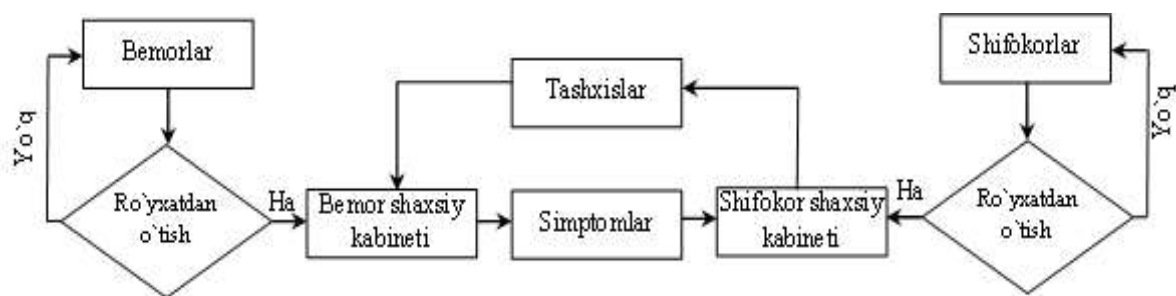 Bemorlar
Shifokorlar
Tashxislar
Yo`q
Yo`q
Ro`yxatdan
o`tish
Ha
Bemor shaxsiy
kabineti
Simptomlar
Shifokor shaxsiy
kabineti
Ha
Ro`yxatdan
o`tish